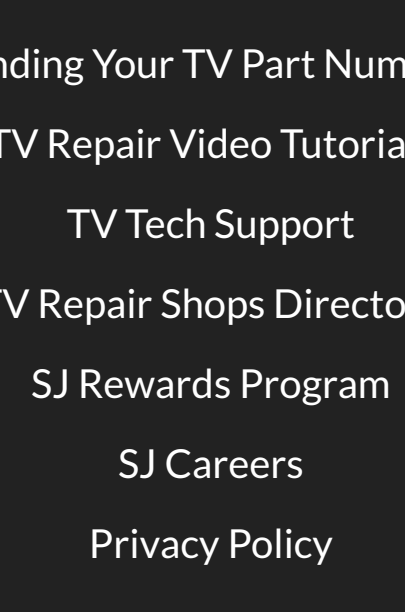 nding Your TV Part Num
TV Repair Video Tutoria
TV Tech Support
TV Repair Shops Directo
SJ Rewards Program
SJ Careers
Privacy Policy